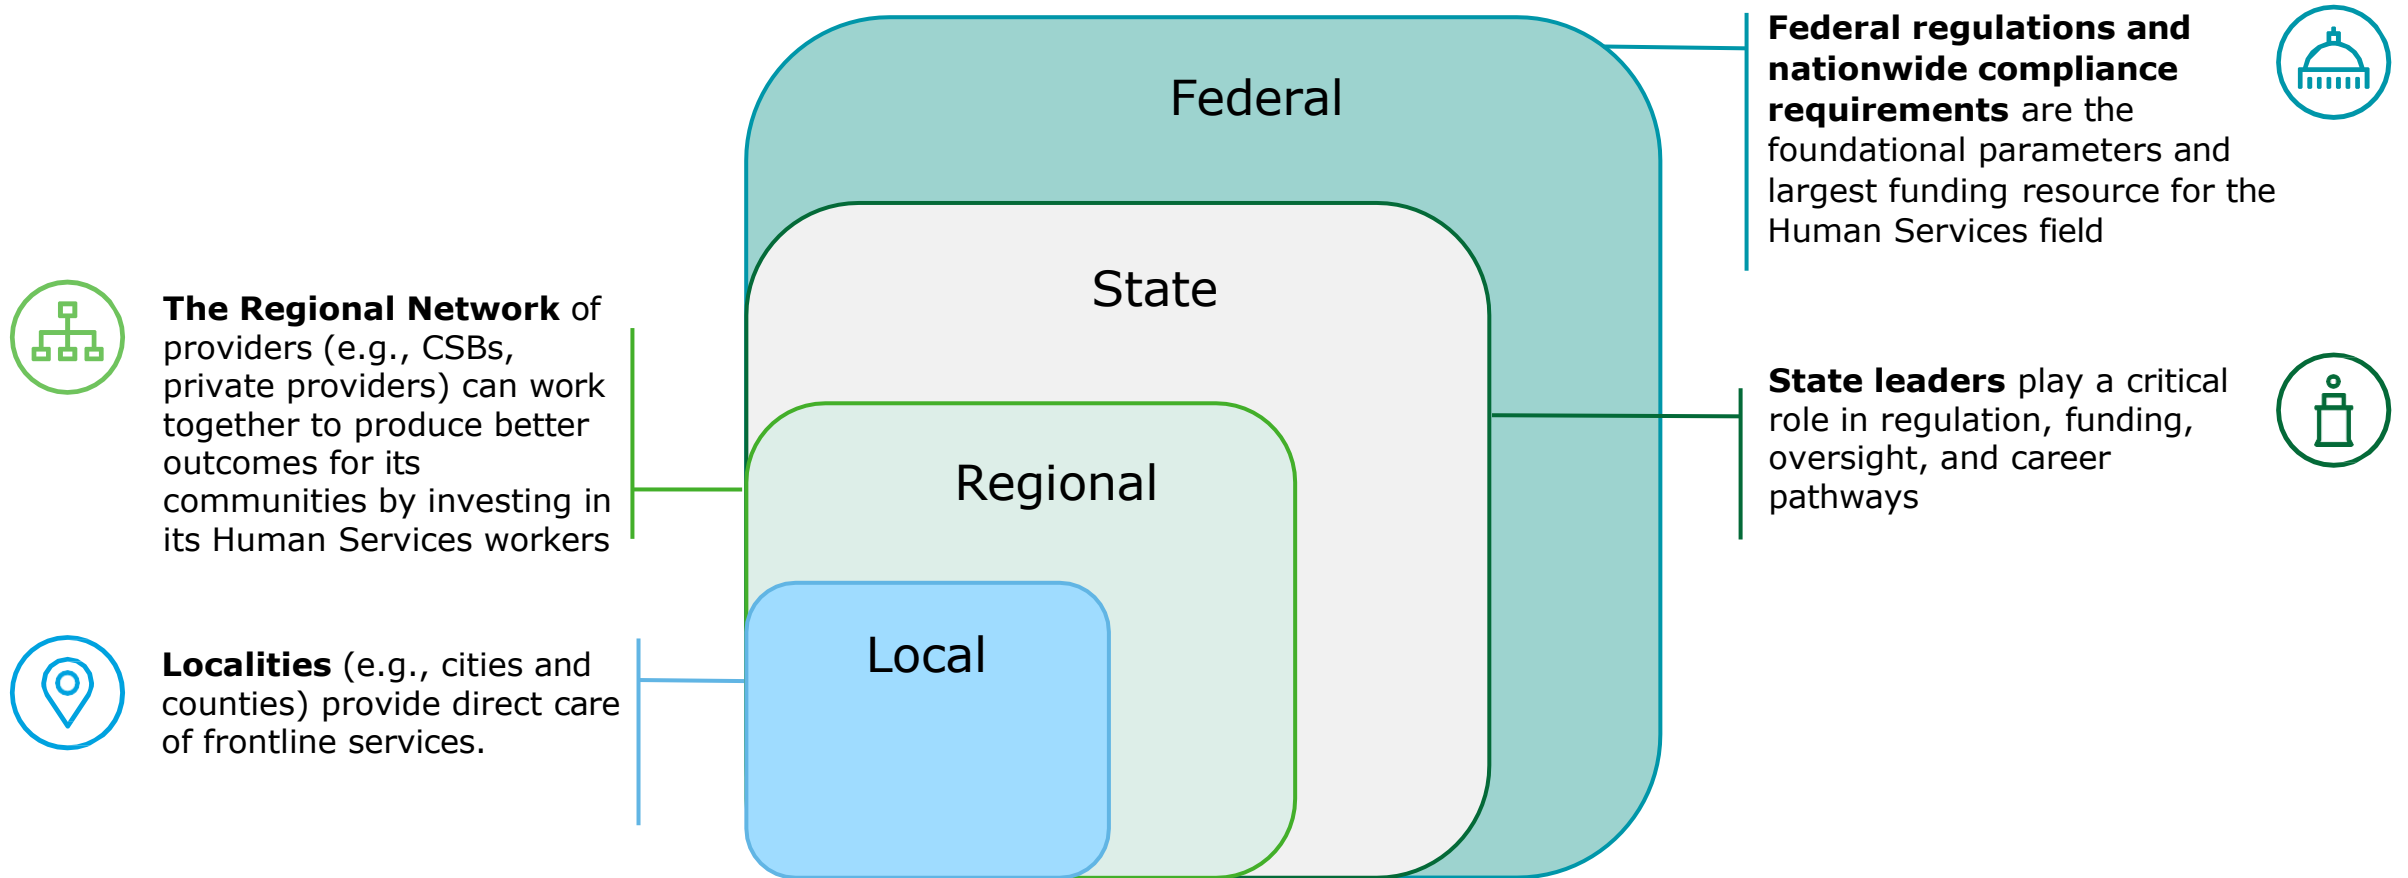 Federal
State
Regional
Local
Federal regulations and
nationwide compliance
requirements are the
foundational parameters and
largest funding resource for the
Human Services field
State leaders play a critical
role in regulation, funding,
oversight, and career
pathways
The Regional Network of
providers (e.g., CSBs,
private providers) can work
together to produce better
outcomes for its
communities by investing in
its Human Services workers
Localities (e.g., cities and
counties) provide direct care
of frontline services.